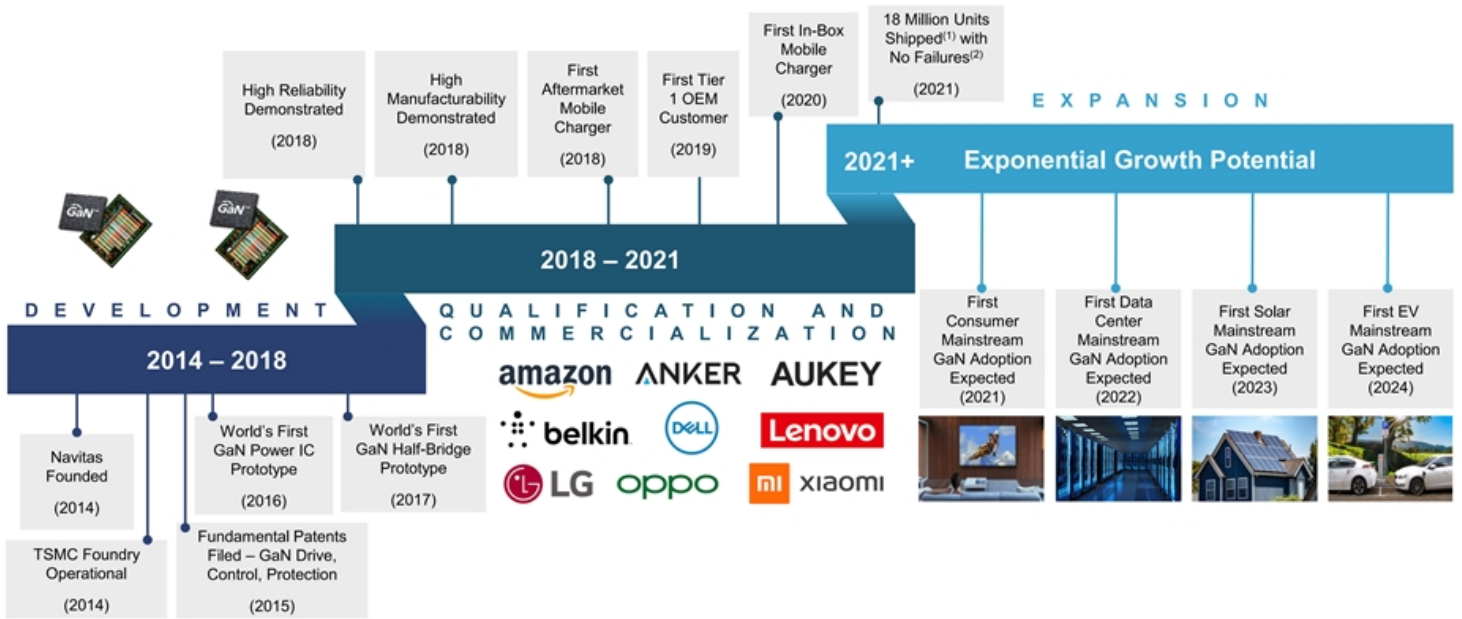 High Reliability
Demonstrated
(2018)
High
Manufacturability
Demonstrated
(2018)
First
Aftermarket
Mobile
Charger
(2018)
First Tier
1 OEM
Customer
(2019)
First In-Box
Mobile
Charger
(2020)
18 Million Units
Shipped(1) with
No Failures(2)
(2021)
EXPANSION
2021+ Exponential Growth Potential
GaN™
GaN™
2018 – 2021
DEVELOPMENT
QUALIFICATION AND
COMMERCIALIZATION
2014 – 2018
First
Consumer
Mainstream
GaN Adoption
Expected
(2021)
First Data
Center
Mainstream
GaN Adoption
Expected
(2022)
First Solar
Mainstream
GaN Adoption
Expected
(2023)
First EV
Mainstream
GaN Adoption
Expected
(2024)
amazon ANKER AUKEY
belkin DELL Lenovo
LG oppo mi xiaomi
Navitas
Founded
(2014)
World's First
GaN Power IC
Prototype
(2016)
World's First
GaN Half-Bridge
Prototype
(2017)
TSMC Foundry
Operational
(2014)
Fundamental Patents
Filed – GaN Drive,
Control, Protection
(2015)